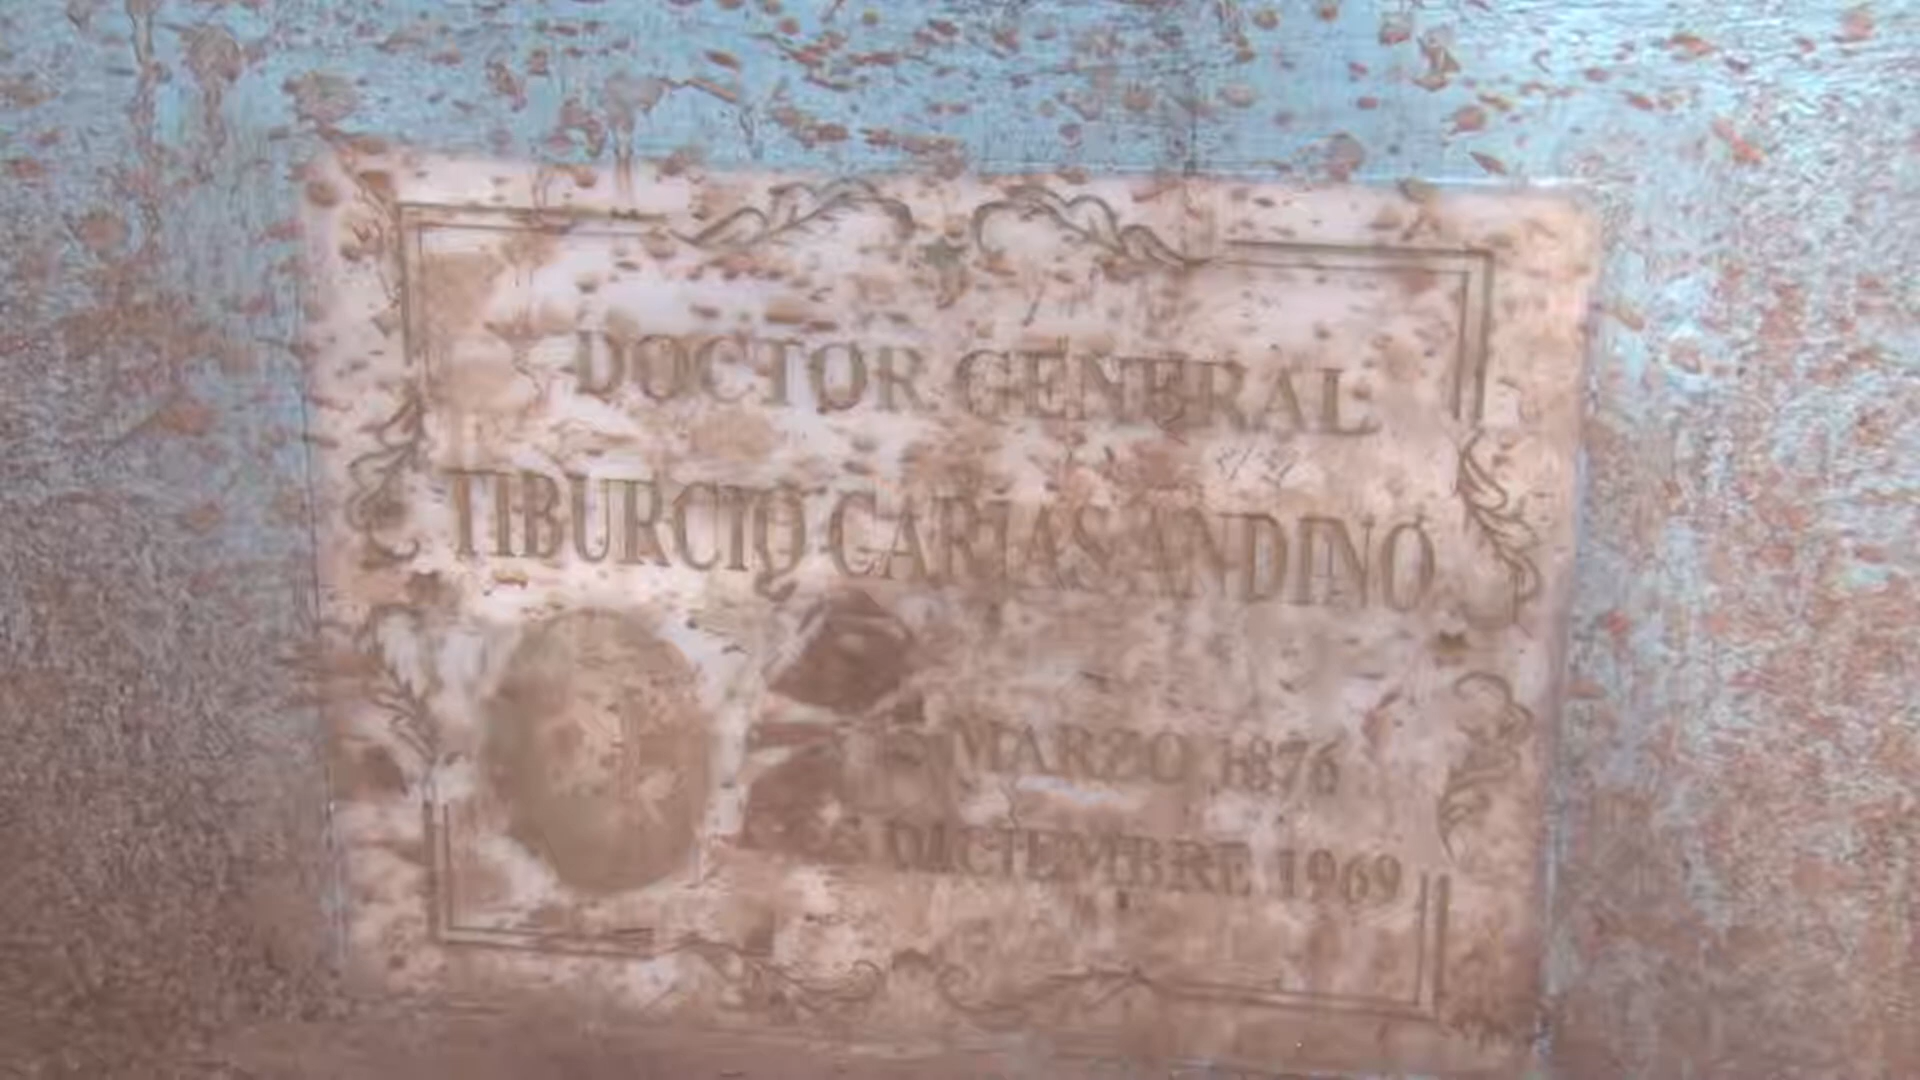 DOCTOR GENERAL
TIBURCIO CARIAS ANDINO
MARZO 1876
DICIEMBRE 1969